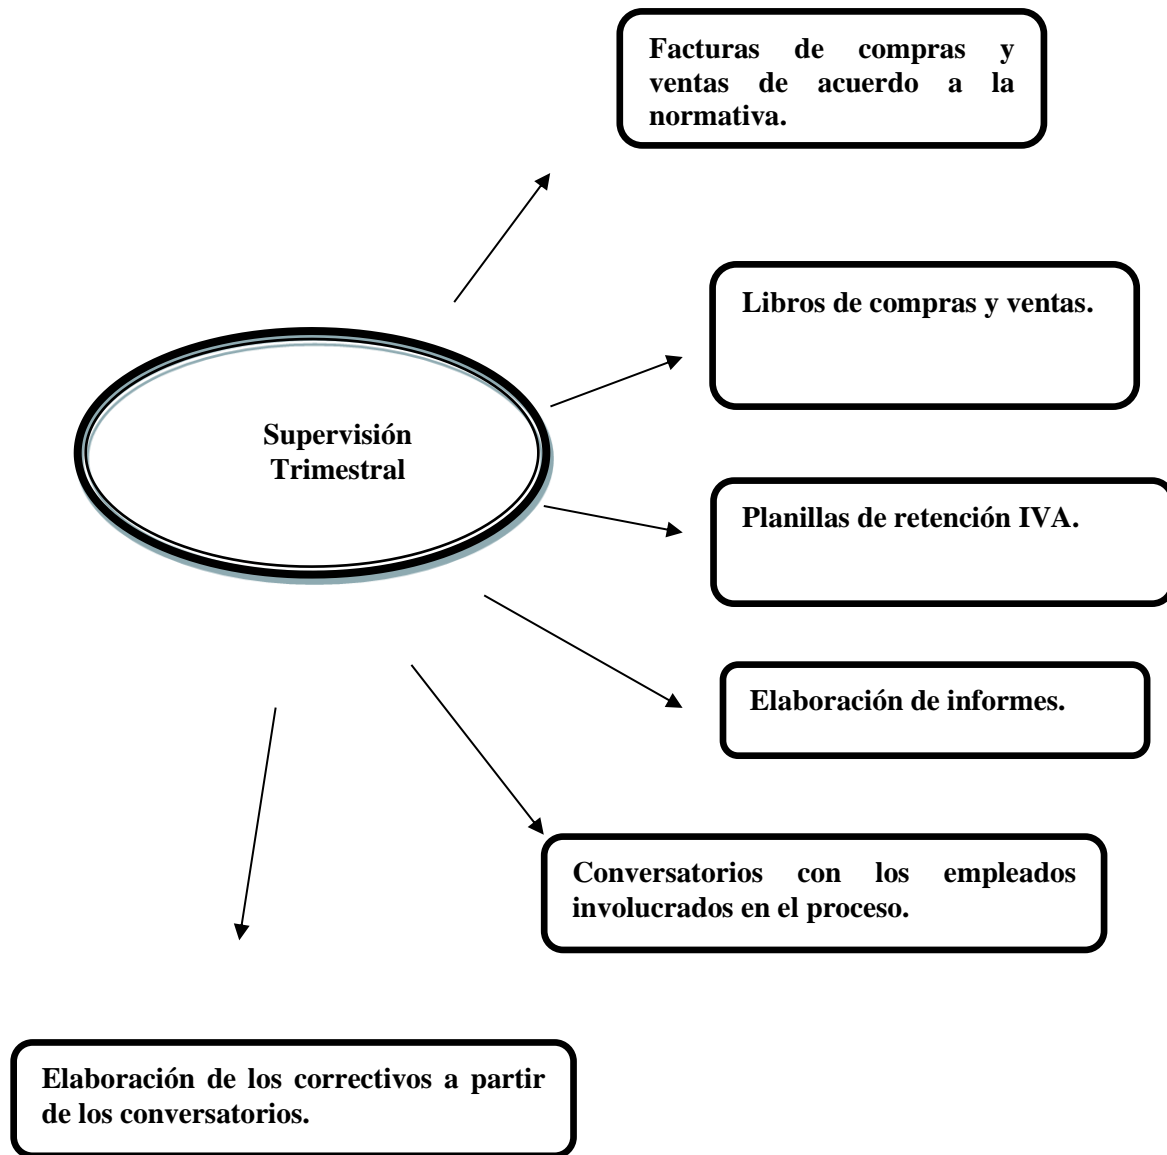 Facturas de compras y
ventas de acuerdo a la
normativa.
Libros de compras y ventas.
Supervisión
Trimestral
Planillas de retención IVA.
Elaboración de informes.
Conversatorios con los empleados
involucrados en el proceso.
Elaboración de los correctivos a partir
de los conversatorios.